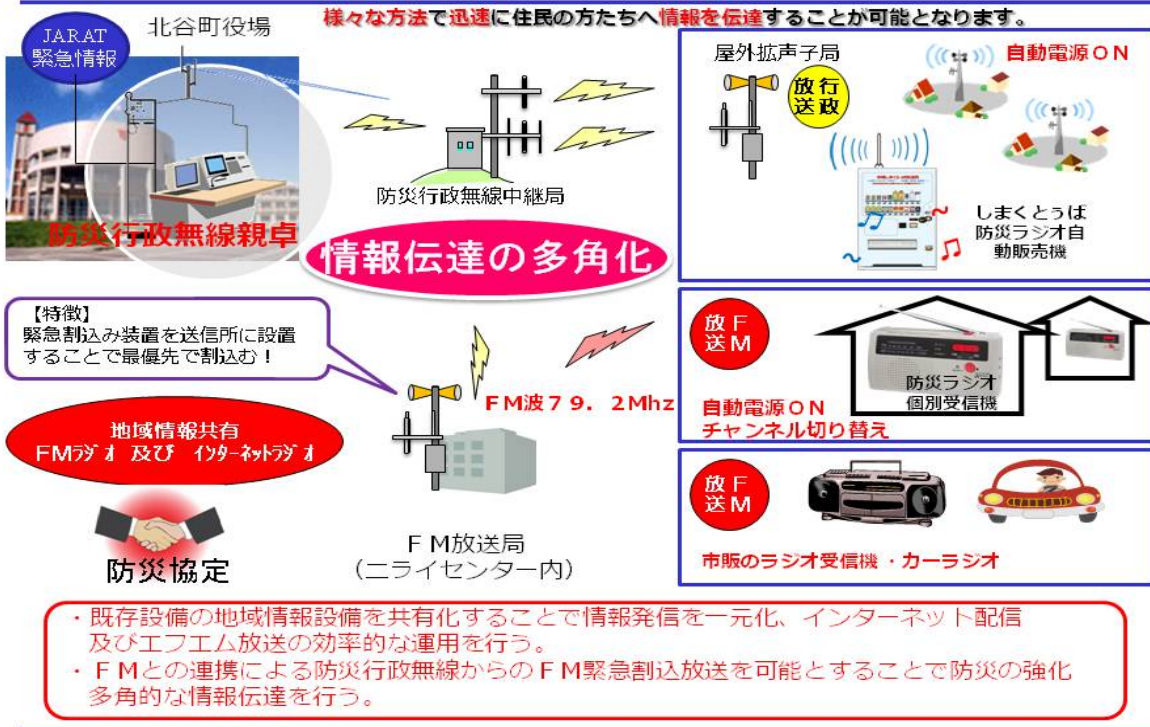 様々な方法で迅速に住民の方たちへ情報を伝達することが可能となります。
JARAT
緊急情報
北谷町役場
防災行政無線親卓
防災行政無線中継局
情報伝達の多角化
屋外拡声子局
行政
放送
自動電源ON
しまくとぅば
防災ラジオ自
動販売機
【特徴】
緊急割込み装置を送信所に設置
することで最優先で割込む！
FM波79．2Mhz
FM
放送
防災ラジオ
個別受信機
自動電源ON
チャンネル切り替え
地域情報共有
FMﾗｼﾞｵ 及び ｲﾝﾀｰﾈｯﾄﾗｼﾞｵ
防災協定
FM放送局
（ニライセンター内）
FM
放送
市販のラジオ受信機・カーラジオ
・既存設備の地域情報設備を共有化することで情報発信を一元化、インターネット配信
及びエフエム放送の効率的な運用を行う。
・FMとの連携による防災行政無線からのFM緊急割込放送を可能とすることで防災の強化
多角的な情報伝達を行う。